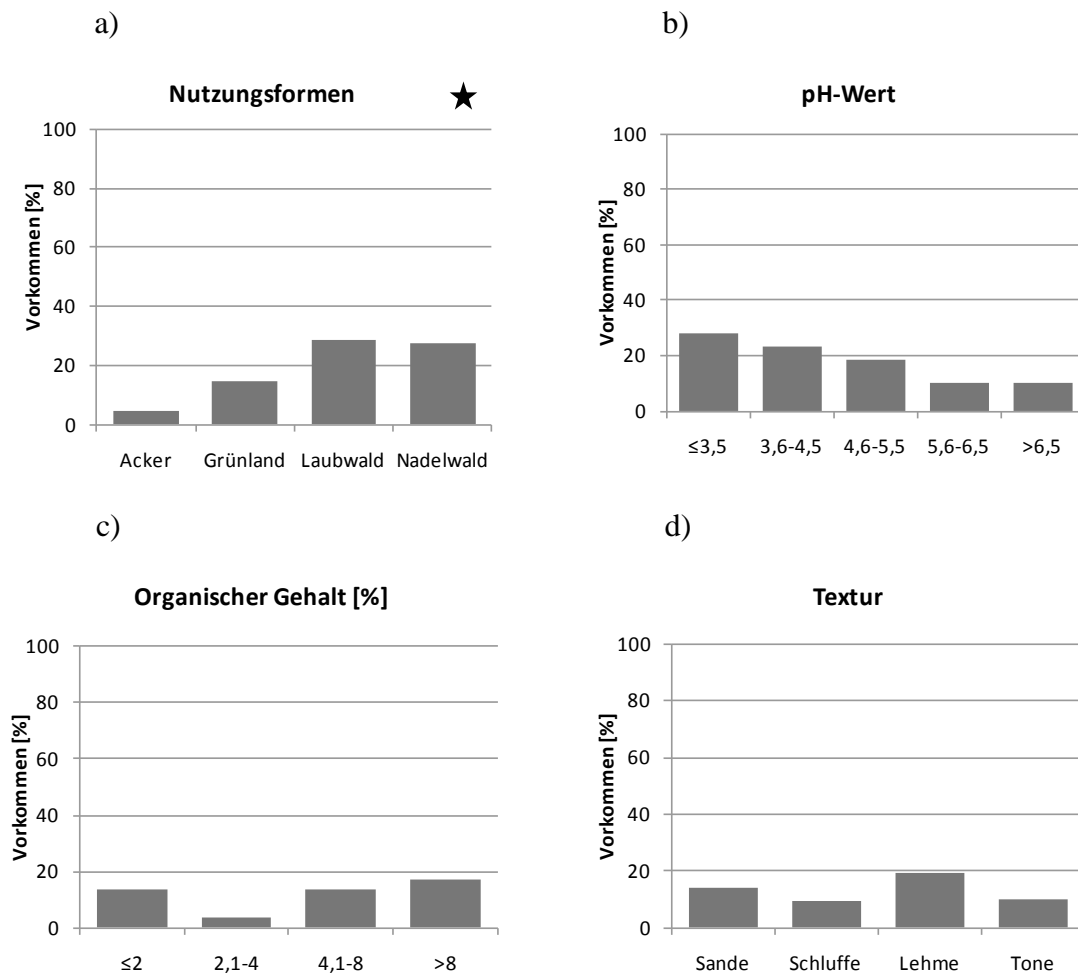 a)
Nutzungsformen ★
Vorkommen [%]
100
80
60
40
20
0
Acker Grünland Laubwald Nadelwald
b)
pH-Wert
Vorkommen [%]
100
80
60
40
20
0
≤3,5 3,6-4,5 4,6-5,5 5,6-6,5 >6,5
c)
Organischer Gehalt [%]
Vorkommen [%]
100
80
60
40
20
0
≤2 2,1-4 4,1-8 >8
d)
Textur
Vorkommen [%]
100
80
60
40
20
0
Sande Schluffe Lehme Tone